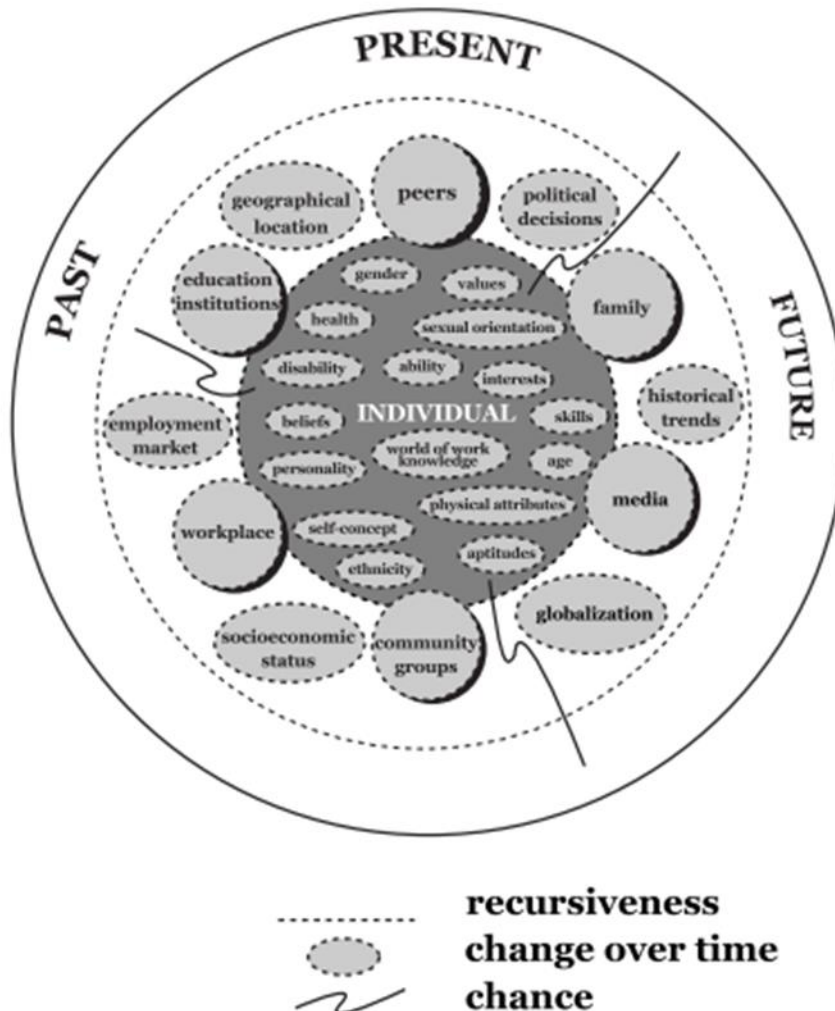 PRESENT
PAST
FUTURE
peers
geographical
location
political
decisions
education
institutions
family
gender
values
health
sexual orientation
disability
ability
interests
historical
trends
employment
market
beliefs
INDIVIDUAL
skills
personality
world of work
knowledge
age
media
physical attributes
workplace
self-concept
aptitudes
ethnicity
globalization
socioeconomic
status
community
groups
recursiveness
change over time
chance